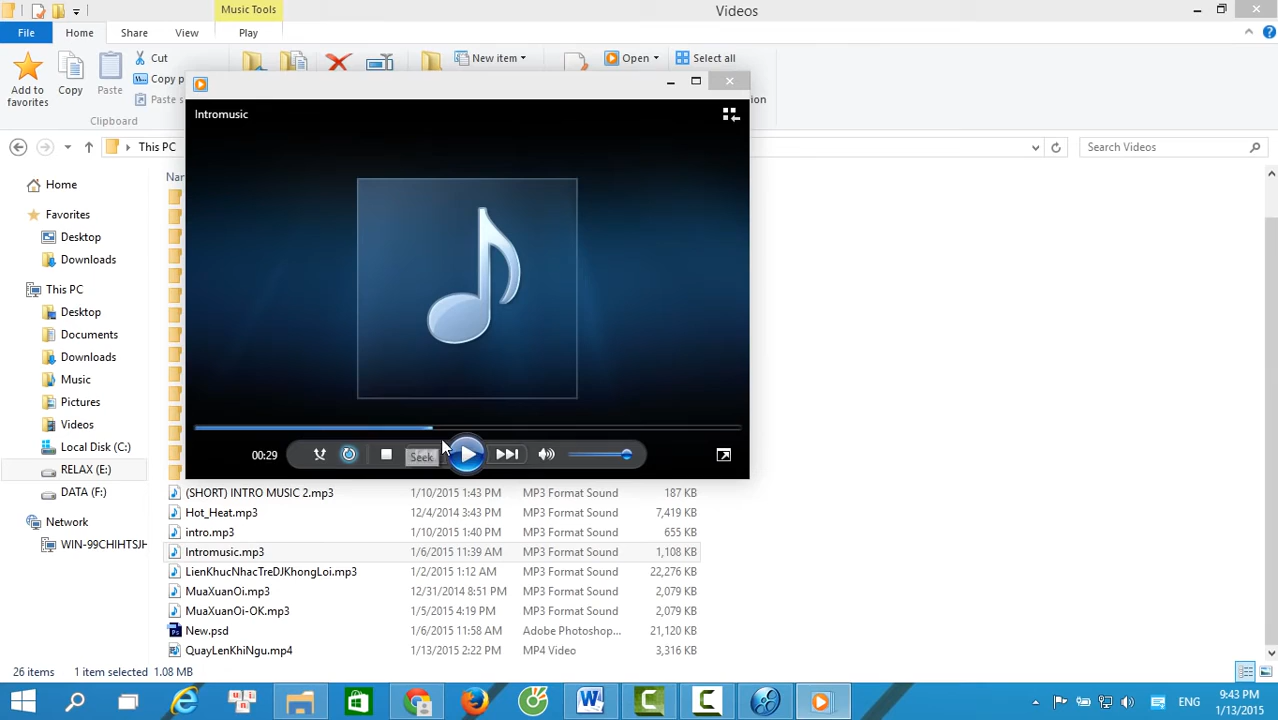 Music Tools
Videos
File
Home
Share
View
Play
Add to favorites
Copy
Paste
Cut
Copy p
Paste s
New item
Open
Select all
ion
Clipboard
This PC
Search Videos
Nar
Home
Favorites
Desktop
Downloads
This PC
Desktop
Documents
Downloads
Music
Pictures
Videos
Local Disk (C:)
RELAX (E:)
DATA (F:)
Network
WIN-99CHIHTSJH
Intromusic
00:29
Seek
(SHORT) INTRO MUSIC 2.mp3 1/10/2015 1:43 PM MP3 Format Sound 187 KB
Hot_Heat.mp3 12/4/2014 3:43 PM MP3 Format Sound 7,419 KB
intro.mp3 1/10/2015 1:40 PM MP3 Format Sound 655 KB
Intromusic.mp3 1/6/2015 11:39 AM MP3 Format Sound 1,108 KB
LienKhucNhacTreDJKhongLoi.mp3 1/2/2015 1:12 AM MP3 Format Sound 22,276 KB
MuaXuanOi.mp3 12/31/2014 8:51 PM MP3 Format Sound 2,079 KB
MuaXuanOi-OK.mp3 1/5/2015 4:19 PM MP3 Format Sound 2,079 KB
New.psd 1/6/2015 11:58 AM Adobe Photoshop... 21,120 KB
QuayLenKhiNgu.mp4 1/13/2015 2:22 PM MP4 Video 3,316 KB
26 items 1 item selected 1.08 MB
ENG
9:43 PM
1/13/2015